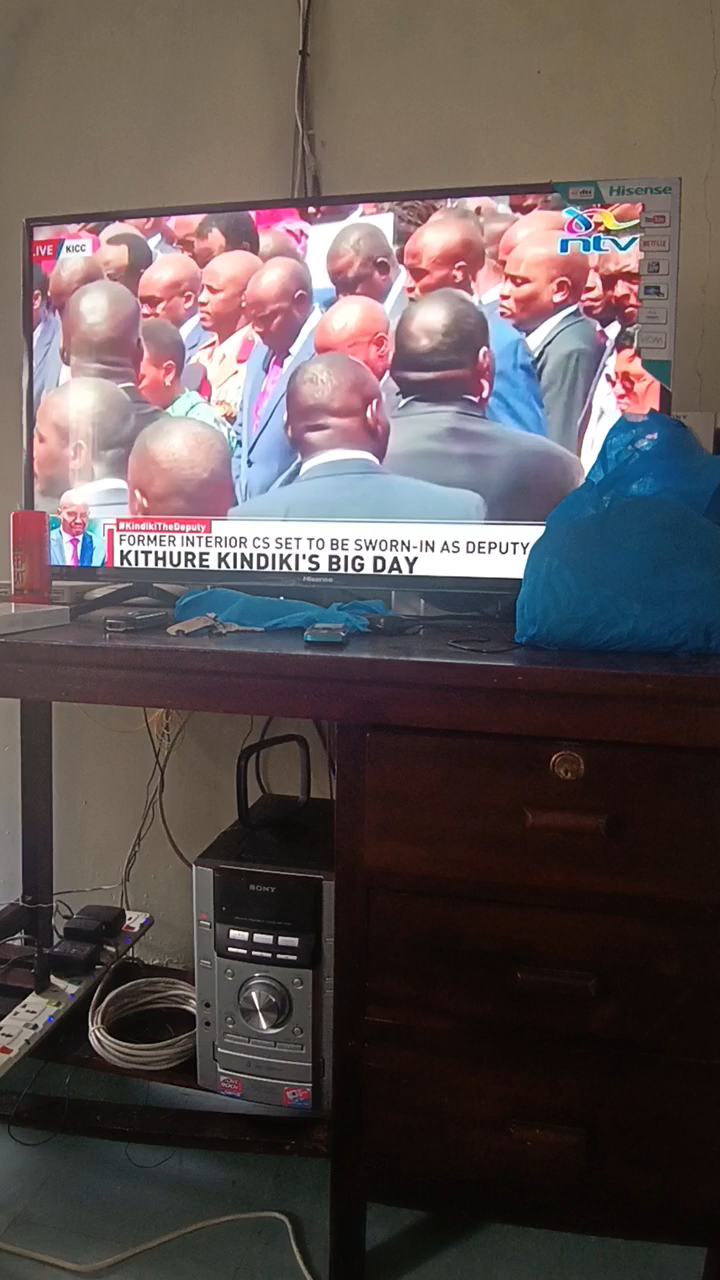 Hisense
LIVE
KICC
ntv
YouTube
NETFLIX
#KindikiTheDeputy
FORMER INTERIOR CS SET TO BE SWORN-IN AS DEPUTY
KITHURE KINDIKI'S BIG DAY
Hisense
SONY